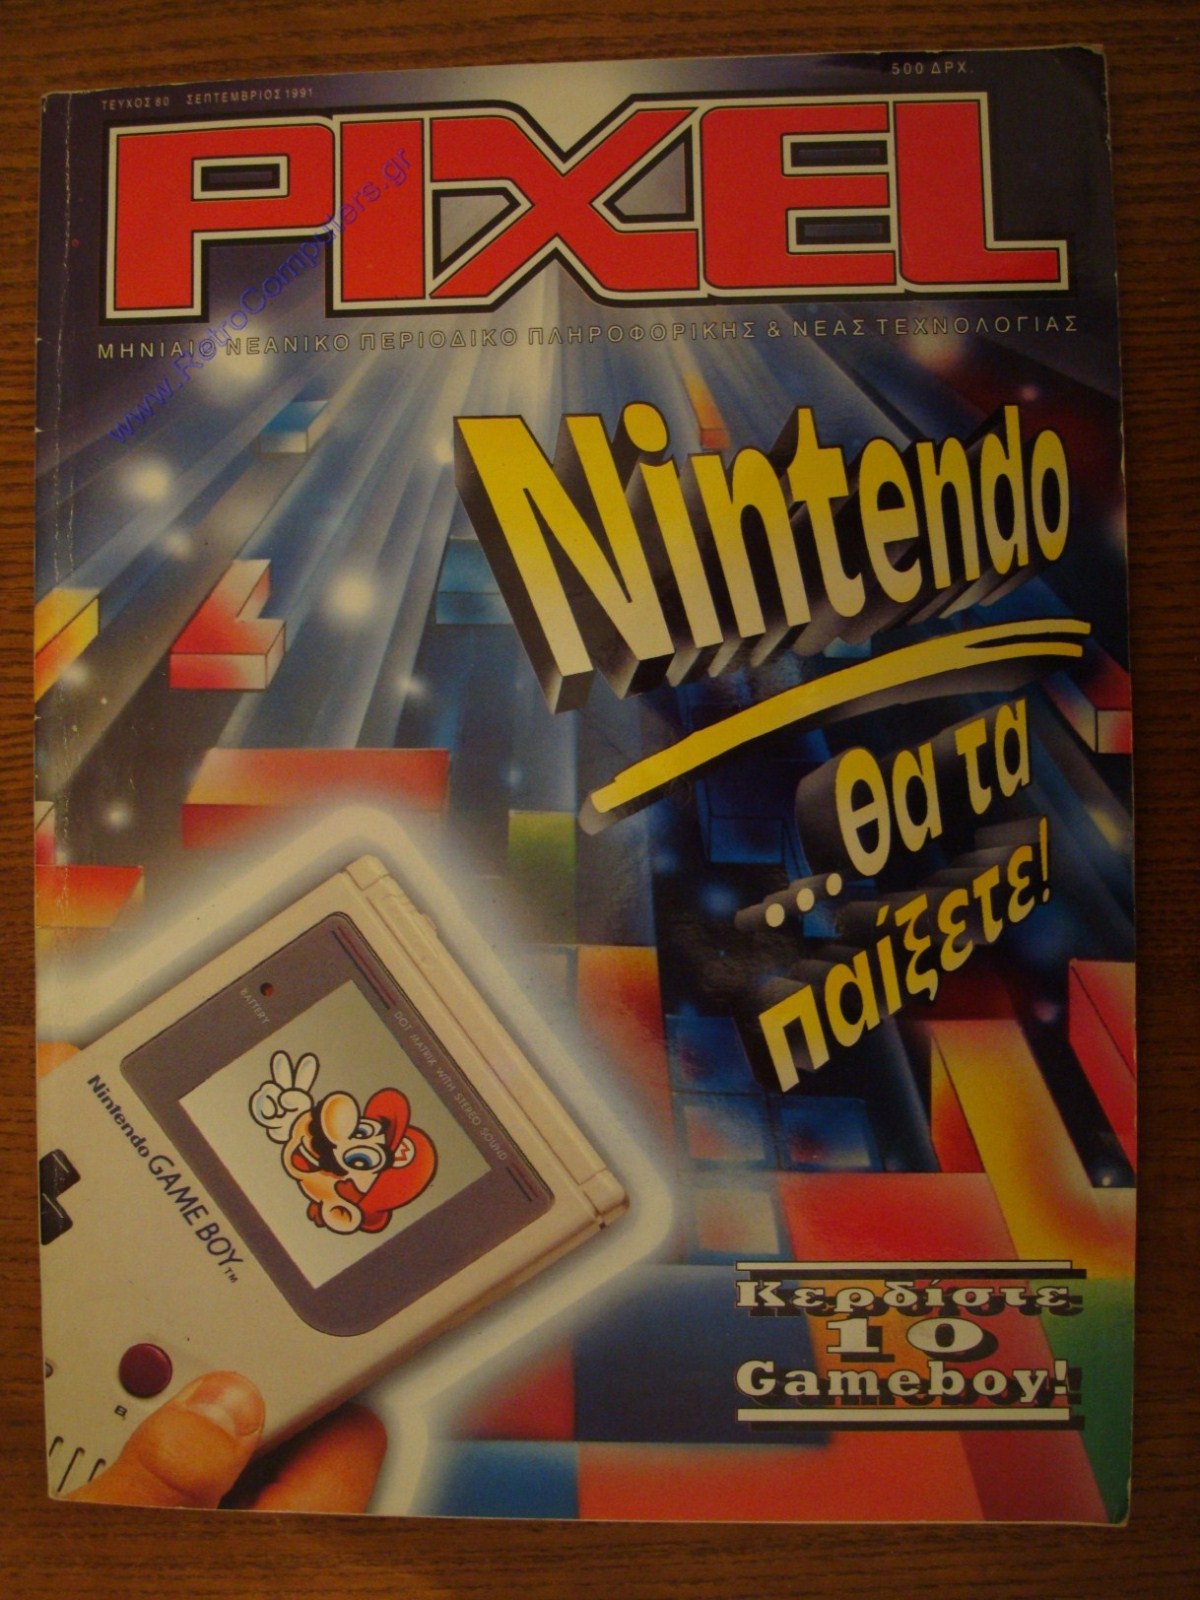 ΤΕΥΧΟΣ 80 ΣΕΠΤΕΜΒΡΙΟΣ 1991
500 ΔΡΧ.
PIXEL
www.RetroComputers.gr
ΜΗΝΙΑΙΟ ΝΕΑΝΙΚΟ ΠΕΡΙΟΔΙΚΟ ΠΛΗΡΟΦΟΡΙΚΗΣ & ΝΕΑΣ ΤΕΧΝΟΛΟΓΙΑΣ
Nintendo
...θα τα
παίξετε!
BATTERY
DOT MATRIX WITH STEREO SOUND
M
Nintendo GAME BOY TM
B
Κερδίστε
10
Gameboy!